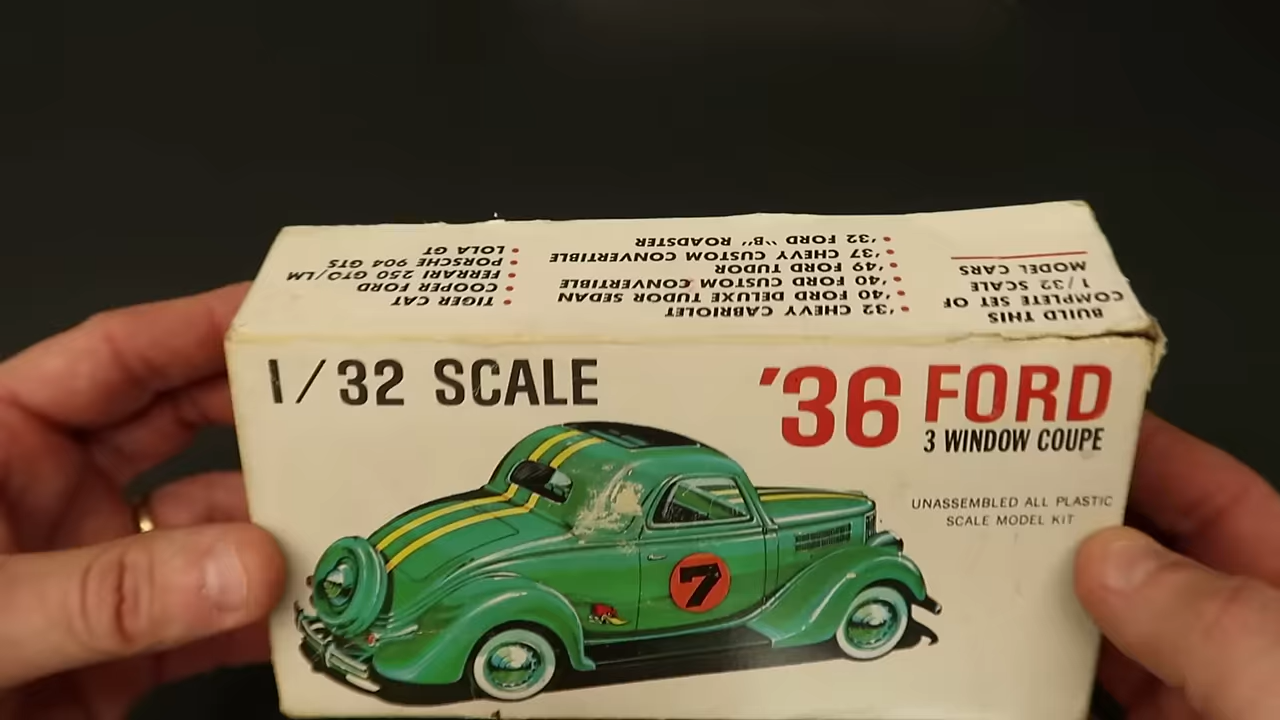 BUILD THIS
COMPLETE SET OF
1/32 SCALE
MODEL CARS
• '32 CHEVY CABRIOLET
• '40 FORD DELUXE TUDOR SEDAN
• '40 FORD CUSTOM CONVERTIBLE
• '49 FORD TUDOR
• '37 CHEVY CUSTOM CONVERTIBLE
• '32 FORD "B" ROADSTER
• TIGER CAT
• COOPER FORD
• FERRARI 250 GTO/LM
• PORSCHE 904 GTS
• LOLA GT
1/32 SCALE
'36 FORD
3 WINDOW COUPE
UNASSEMBLED ALL PLASTIC
SCALE MODEL KIT
7